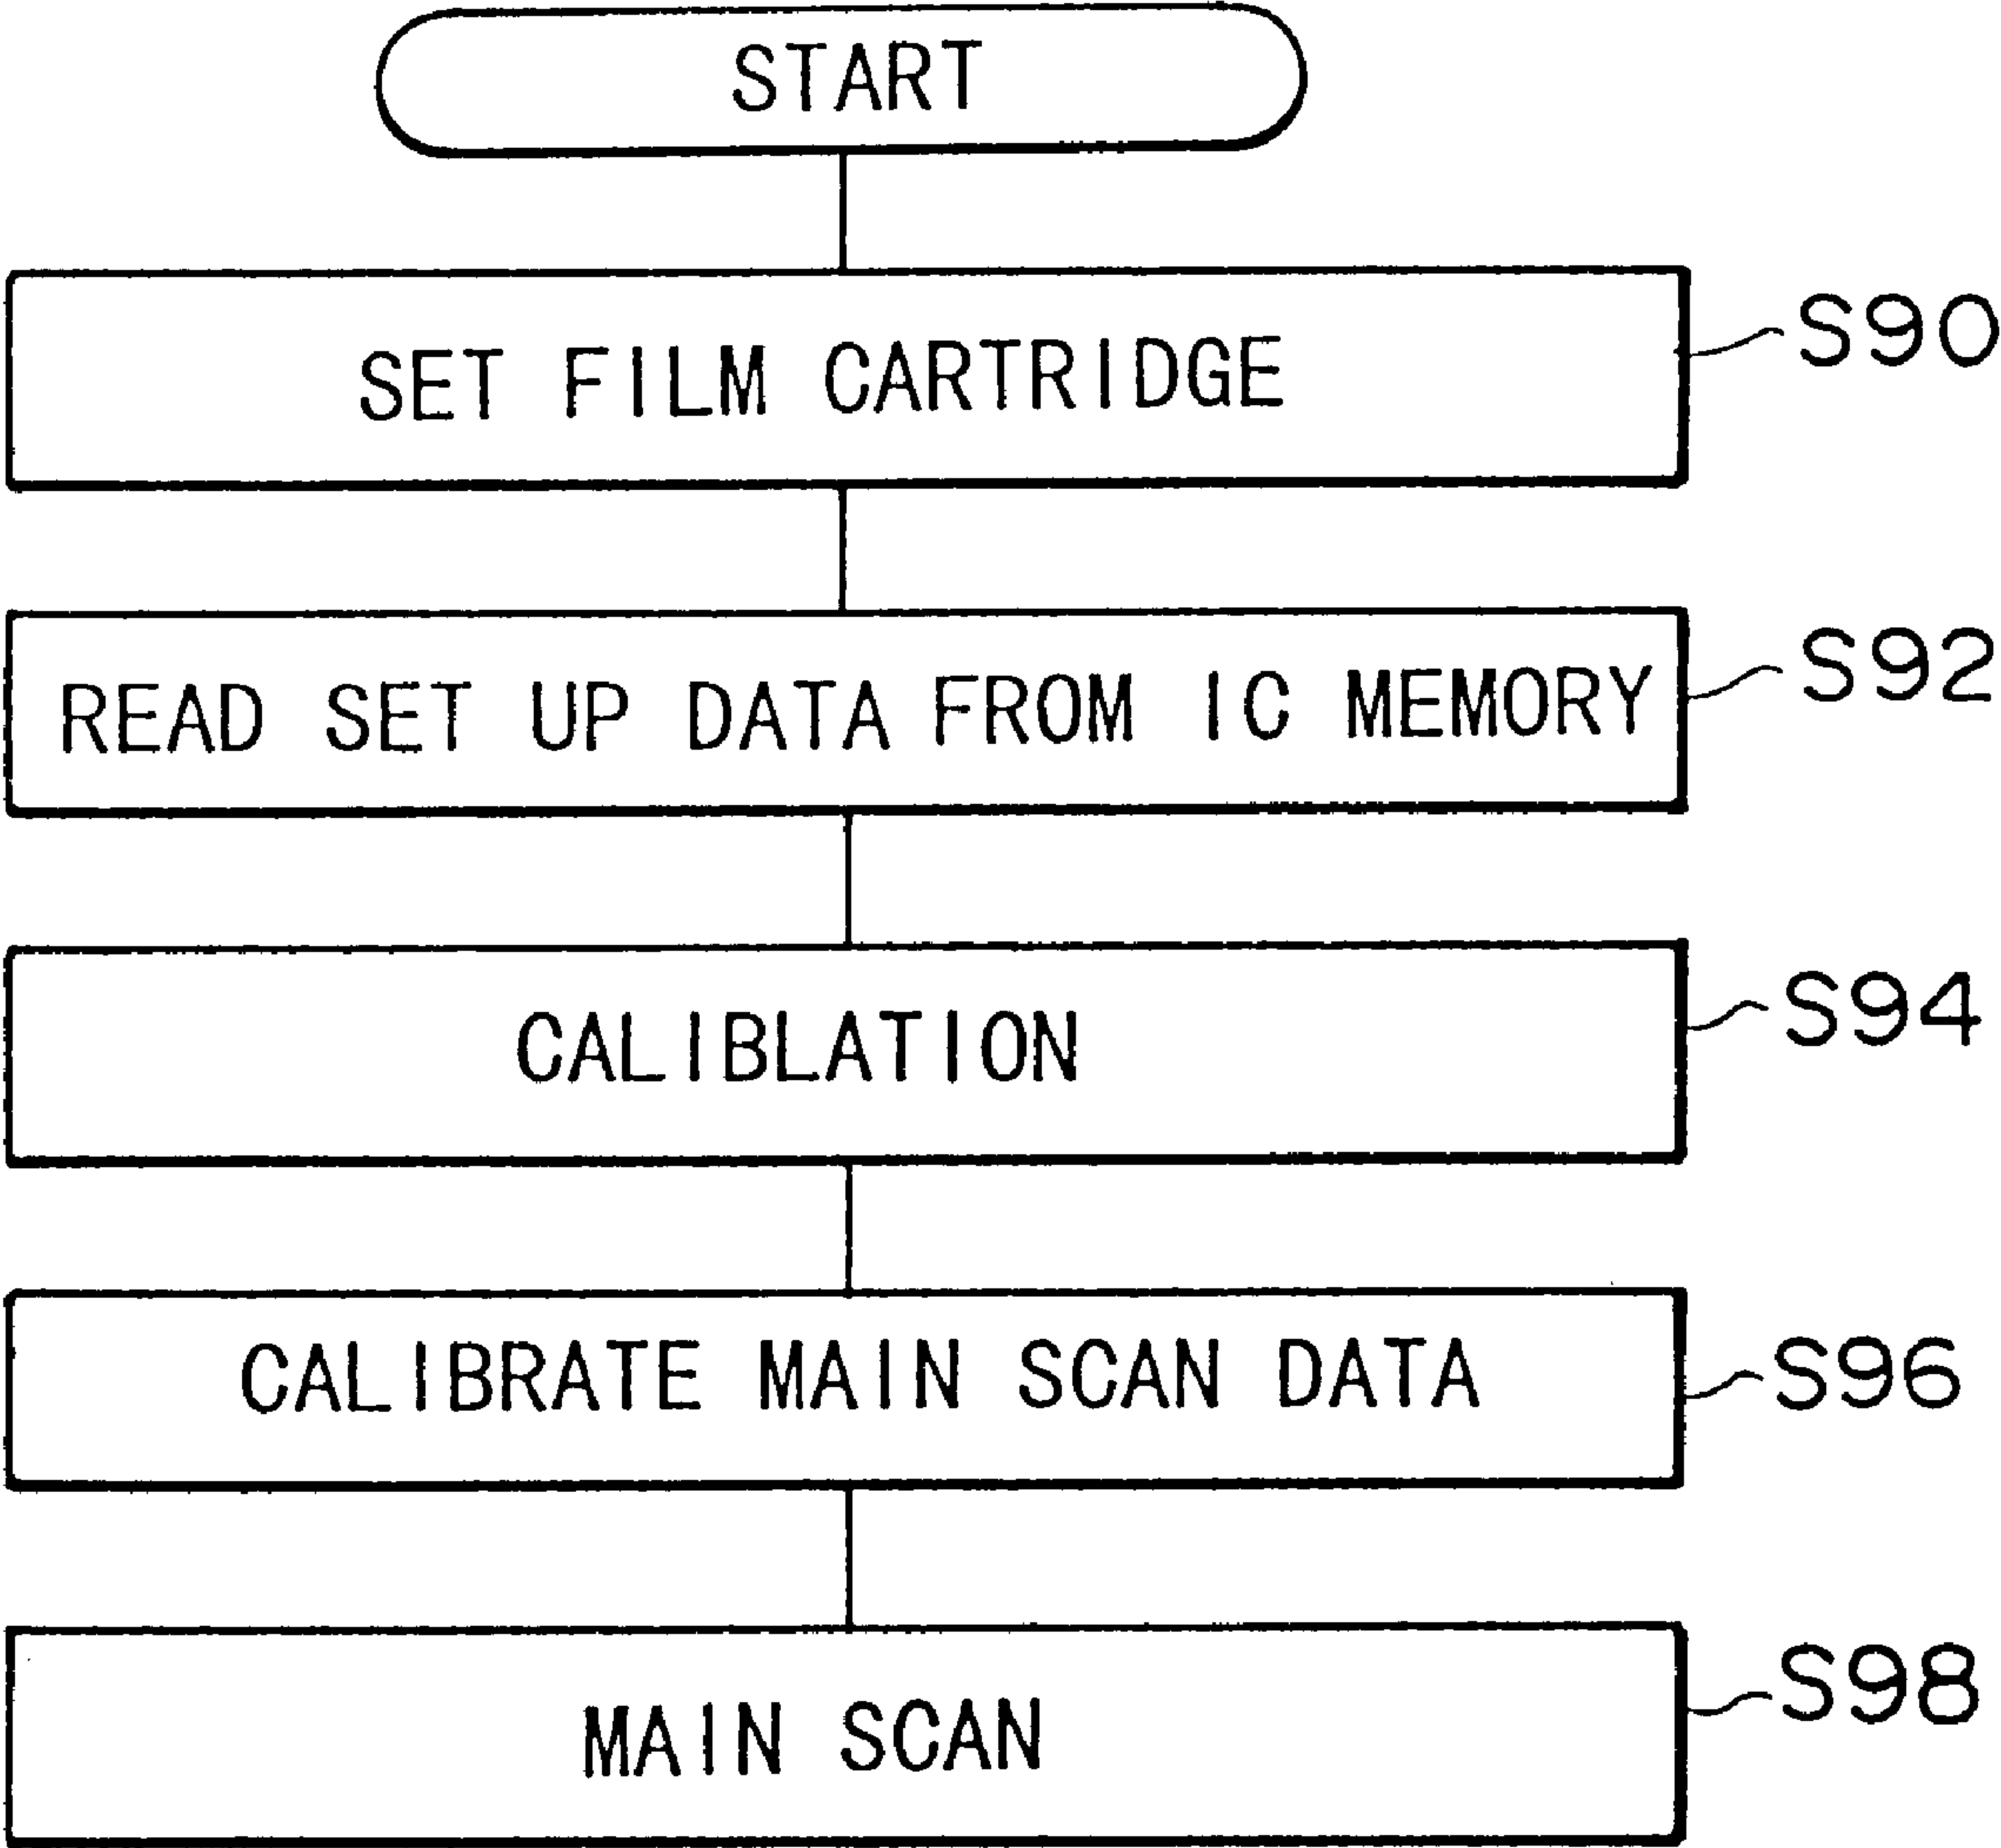 START
SET FILM CARTRIDGE
S90
READ SET UP DATA FROM IC MEMORY
S92
CALIBLATION
S94
CALIBRATE MAIN SCAN DATA
S96
MAIN SCAN
S98